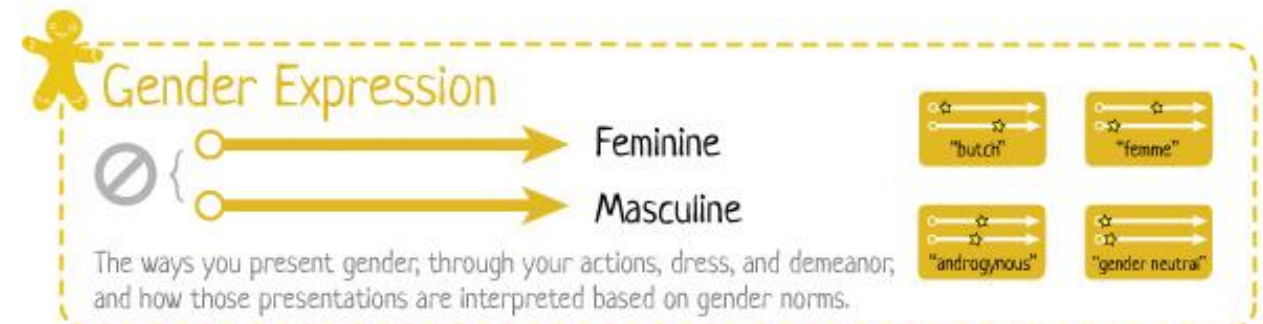 Gender Expression
Feminine
Masculine
The ways you present gender, through your actions, dress, and demeanor,
and how those presentations are interpreted based on gender norms.
"butch"
"femme"
"androgynous"
"gender neutral"